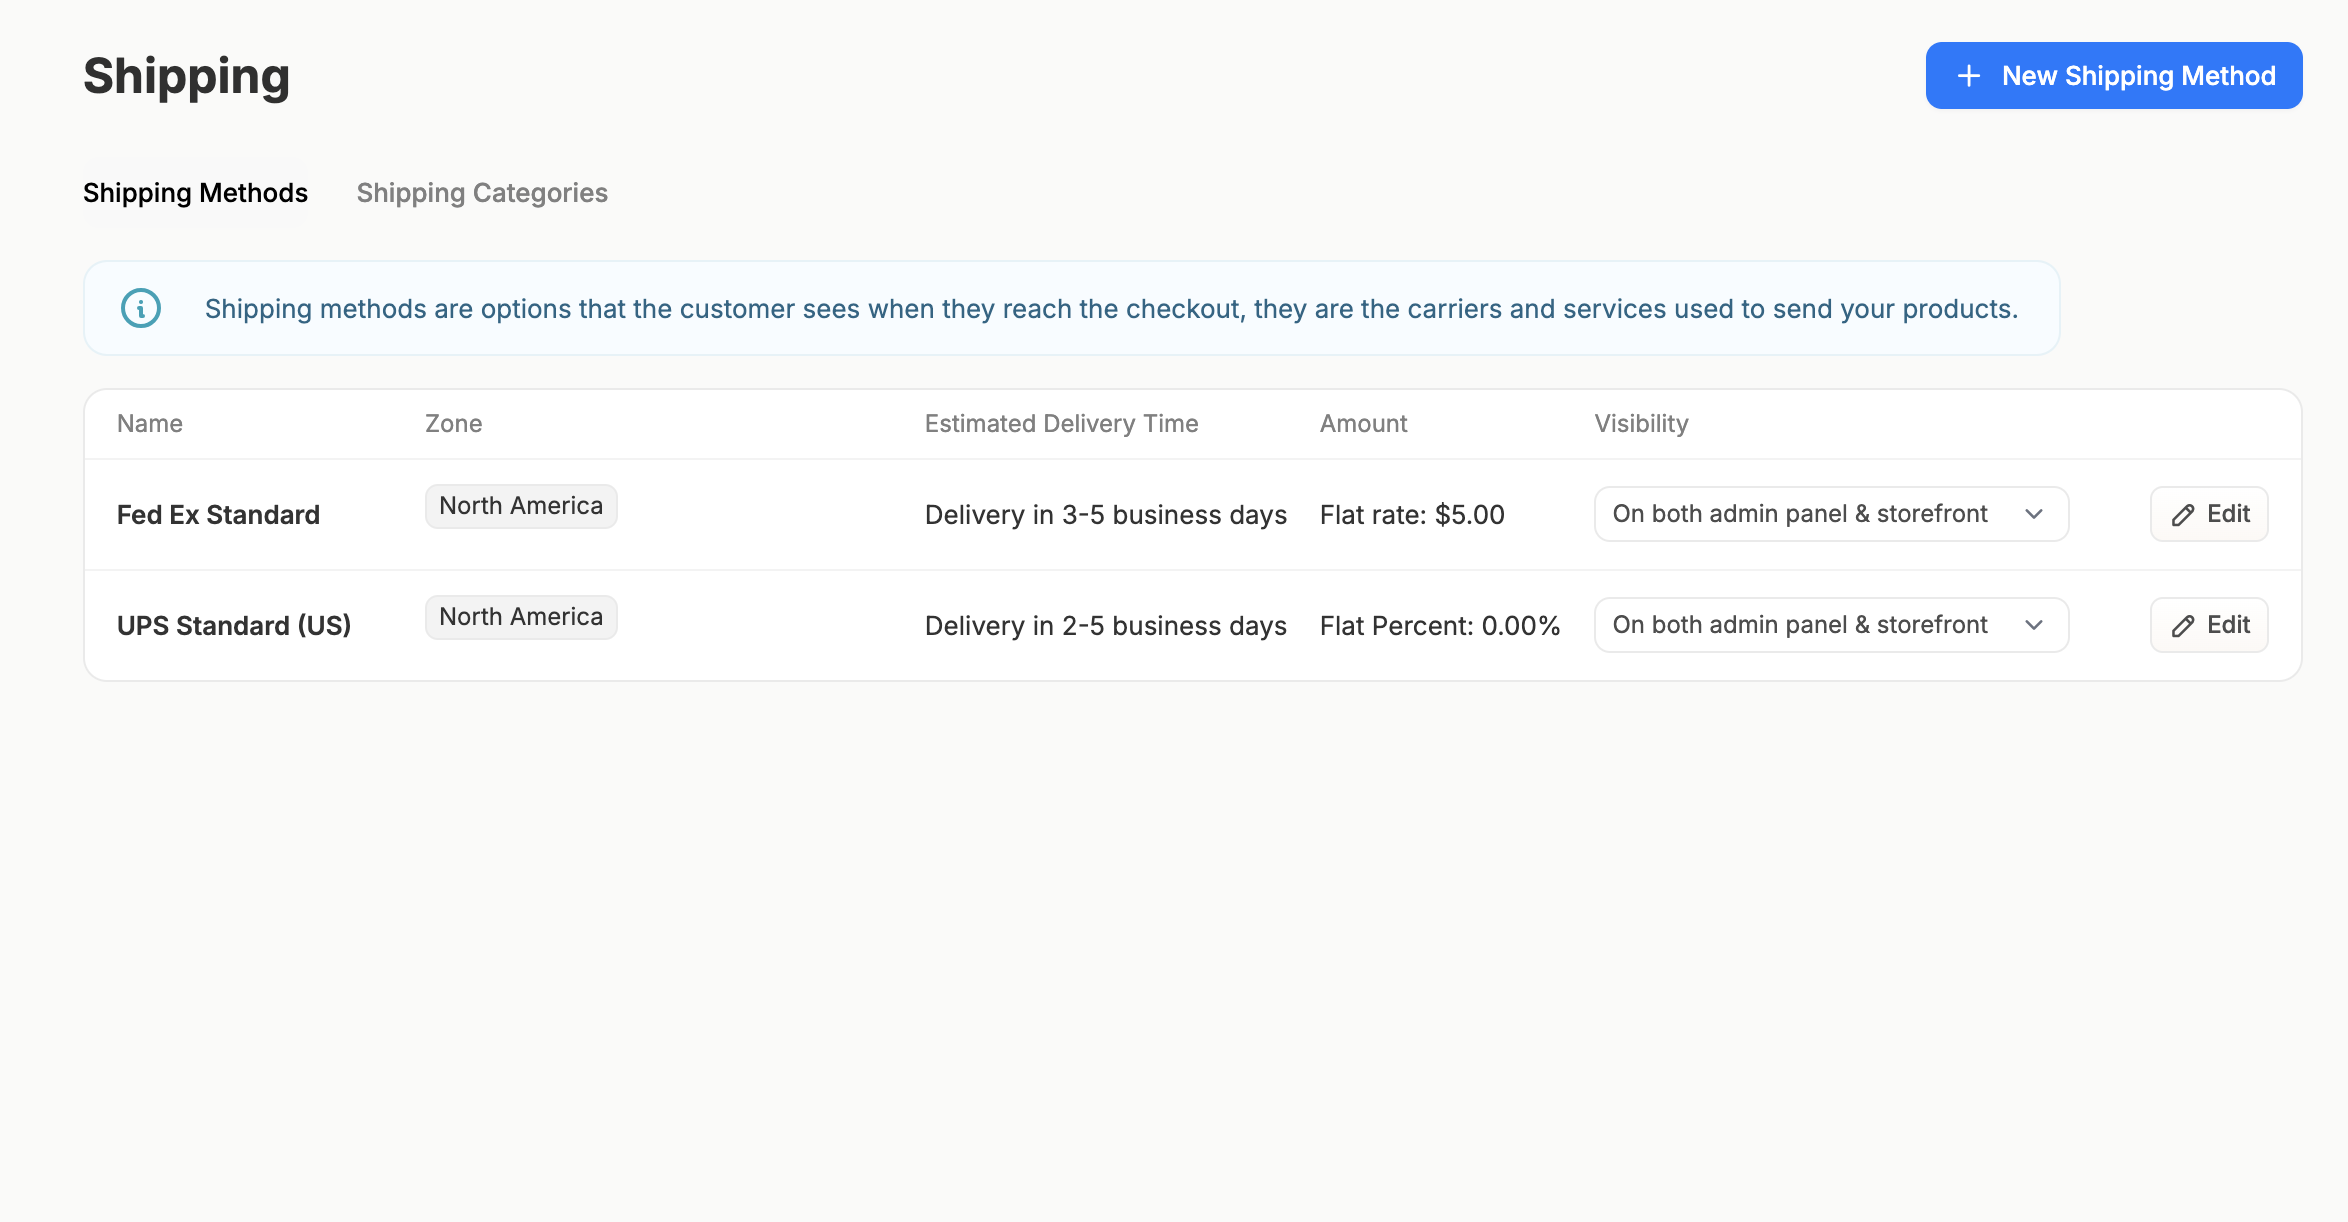 Shipping
New Shipping Method
Shipping Methods
Shipping Categories
Shipping methods are options that the customer sees when they reach the checkout, they are the carriers and services used to send your products.
Name Zone Estimated Delivery Time Amount Visibility
Fed Ex Standard North America Delivery in 3-5 business days Flat rate: $5.00 On both admin panel & storefront Edit
UPS Standard (US) North America Delivery in 2-5 business days Flat Percent: 0.00% On both admin panel & storefront Edit